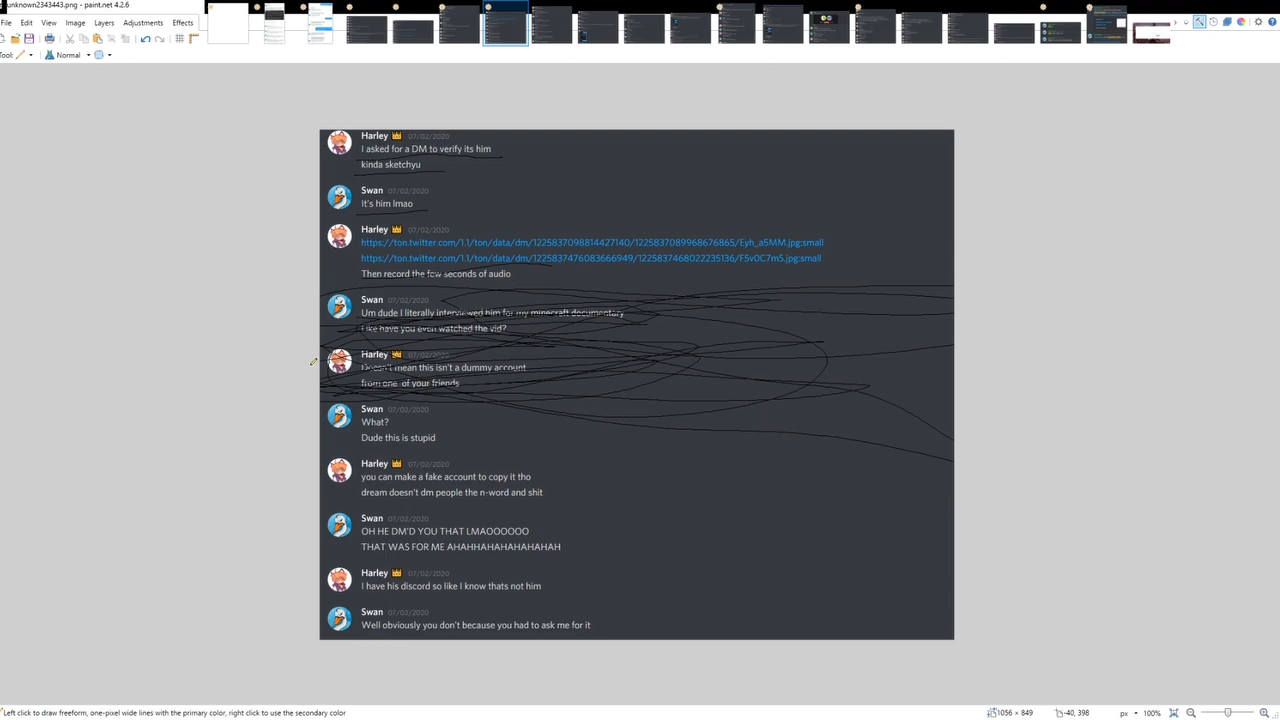 unknown2343443.png - paint.net 4.2.6
File Edit View Image Layers Adjustments Effects
Tool: Normal
Harley 07/02/2020
I asked for a DM to verify its him
kinda sketchyu
Swan 07/02/2020
It's him lmao
Harley 07/02/2020
https://ton.twitter.com/1.1/ton/data/dm/1225837098814427140/1225837089968676865/Eyh_a5MM.jpg:small
https://ton.twitter.com/1.1/ton/data/dm/1225837476083666949/1225837468022235136/F5v0C7mS.jpg:small
Then record the few seconds of audio
Swan 07/02/2020
Um dude I literally interviewed him for my minecraft documentary
Like have you even watched the vid?
Harley 07/02/2020
Doesn't mean this isn't a dummy account
from one of your friends
Swan 07/02/2020
What?
Dude this is stupid
Harley 07/02/2020
you can make a fake account to copy it tho
dream doesn't dm people the n-word and shit
Swan 07/02/2020
OH HE DM'D YOU THAT LMAOOOOOO
THAT WAS FOR ME AHAHHAHAHAHAHAH
Harley 07/02/2020
I have his discord so like I know thats not him
Swan 07/02/2020
Well obviously you don't because you had to ask me for it
Left click to draw freeform, one-pixel wide lines with the primary color, right click to use the secondary color
1056 × 849 -40, 398 px 100%